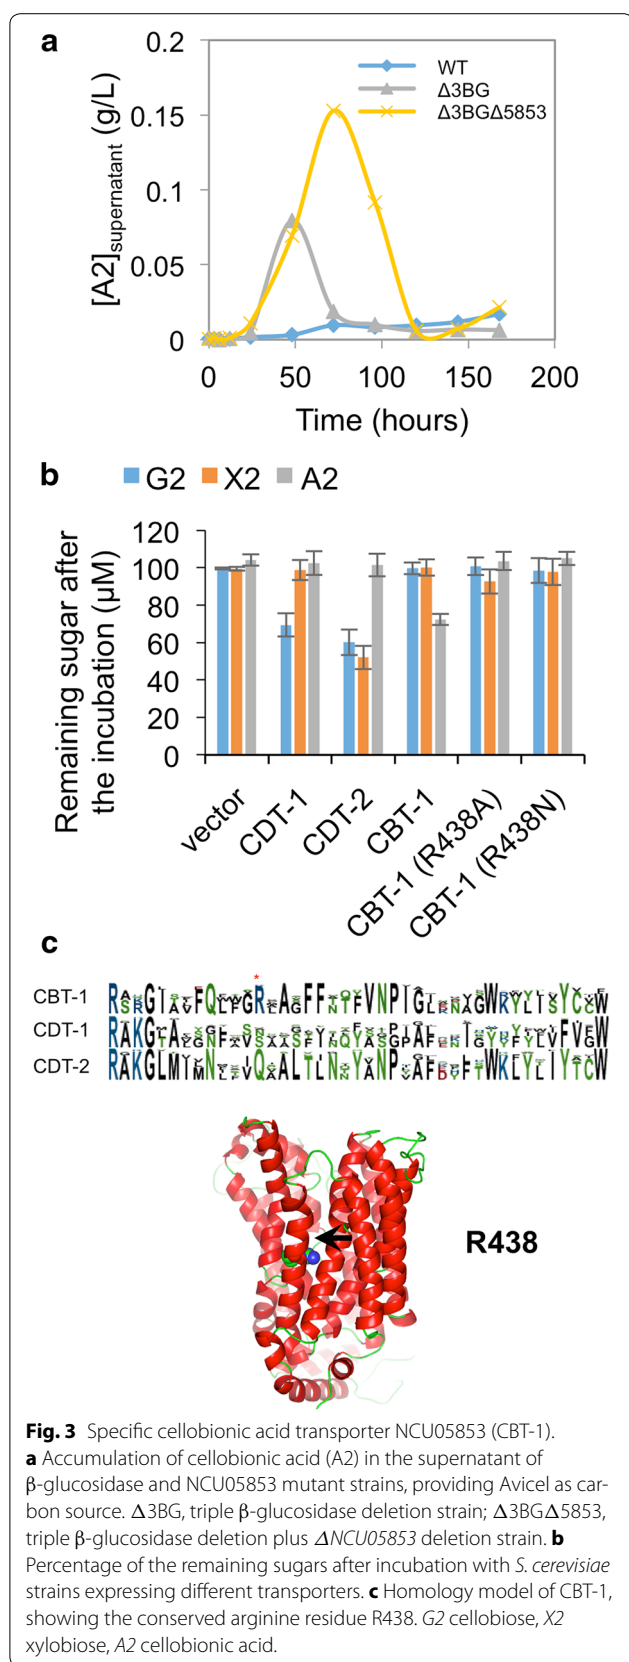 a
0.2
0.15
0.1
0.05
0
[A2]supernatant (g/L)
WT
Δ3BG
Δ3BGΔ5853
0 50 100 150 200
Time (hours)
b
G2 X2 A2
120
100
80
60
40
20
0
Remaining sugar after
the incubation (µM)
vector
CDT-1
CDT-2
CBT-1
CBT-1 (R438A)
CBT-1 (R438N)
c
*
CBT-1
CDT-1
CDT-2
R438
Fig. 3 Specific cellobionic acid transporter NCU05853 (CBT-1).
a Accumulation of cellobionic acid (A2) in the supernatant of
β-glucosidase and NCU05853 mutant strains, providing Avicel as car-
bon source. Δ3BG, triple β-glucosidase deletion strain; Δ3BGΔ5853,
triple β-glucosidase deletion plus ΔNCU05853 deletion strain. b
Percentage of the remaining sugars after incubation with S. cerevisiae
strains expressing different transporters. c Homology model of CBT-1,
showing the conserved arginine residue R438. G2 cellobiose, X2
xylobiose, A2 cellobionic acid.